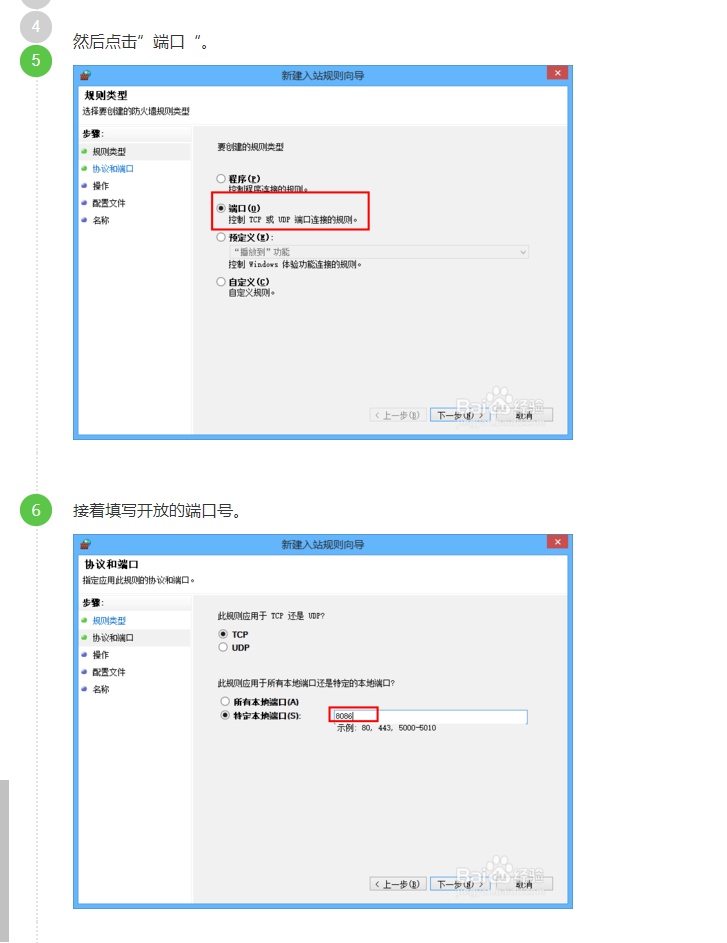 4
5
然后点击”端口“。
新建入站规则向导
规则类型
选择要创建的防火墙规则类型
步骤:
规则类型
协议和端口
操作
配置文件
名称
要创建的规则类型
程序(P)
控制程序连接的规则。
端口(O)
控制 TCP 或 UDP 端口连接的规则。
预定义(E):
“播放到”功能
控制 Windows 体验功能连接的规则。
自定义(C)
自定义规则。
< 上一步(B)
下一步(N) >
取消
Baidu 经验
6
接着填写开放的端口号。
新建入站规则向导
协议和端口
指定应用此规则的协议和端口。
步骤:
规则类型
协议和端口
操作
配置文件
名称
此规则应用于 TCP 还是 UDP?
TCP
UDP
此规则应用于所有本地端口还是特定的本地端口?
所有本地端口(A)
特定本地端口(S):
8086
示例: 80, 443, 5000-5010
< 上一步(B)
下一步(N) >
取消
Baidu 经验